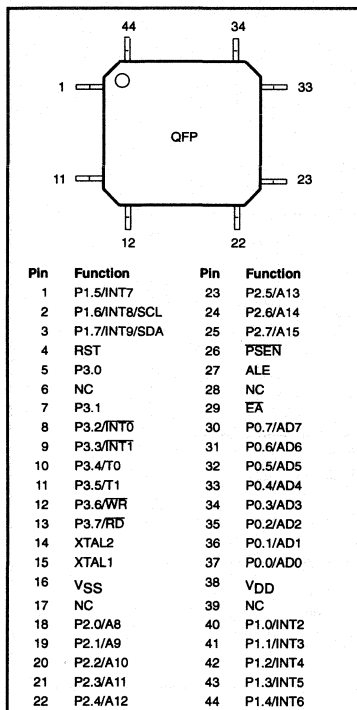 44 34
1 33
QFP
11 23
12 22
Pin Function Pin Function
1 P1.5/INT7 23 P2.5/A13
2 P1.6/INT8/SCL 24 P2.6/A14
3 P1.7/INT9/SDA 25 P2.7/A15
4 RST 26 P̅S̅E̅N̅
5 P3.0 27 ALE
6 NC 28 NC
7 P3.1 29 E̅A̅
8 P3.2/I̅N̅T̅0̅ 30 P0.7/AD7
9 P3.3/I̅N̅T̅1̅ 31 P0.6/AD6
10 P3.4/T0 32 P0.5/AD5
11 P3.5/T1 33 P0.4/AD4
12 P3.6/W̅R̅ 34 P0.3/AD3
13 P3.7/R̅D̅ 35 P0.2/AD2
14 XTAL2 36 P0.1/AD1
15 XTAL1 37 P0.0/AD0
16 VSS 38 VDD
17 NC 39 NC
18 P2.0/A8 40 P1.0/INT2
19 P2.1/A9 41 P1.1/INT3
20 P2.2/A10 42 P1.2/INT4
21 P2.3/A11 43 P1.3/INT5
22 P2.4/A12 44 P1.4/INT6